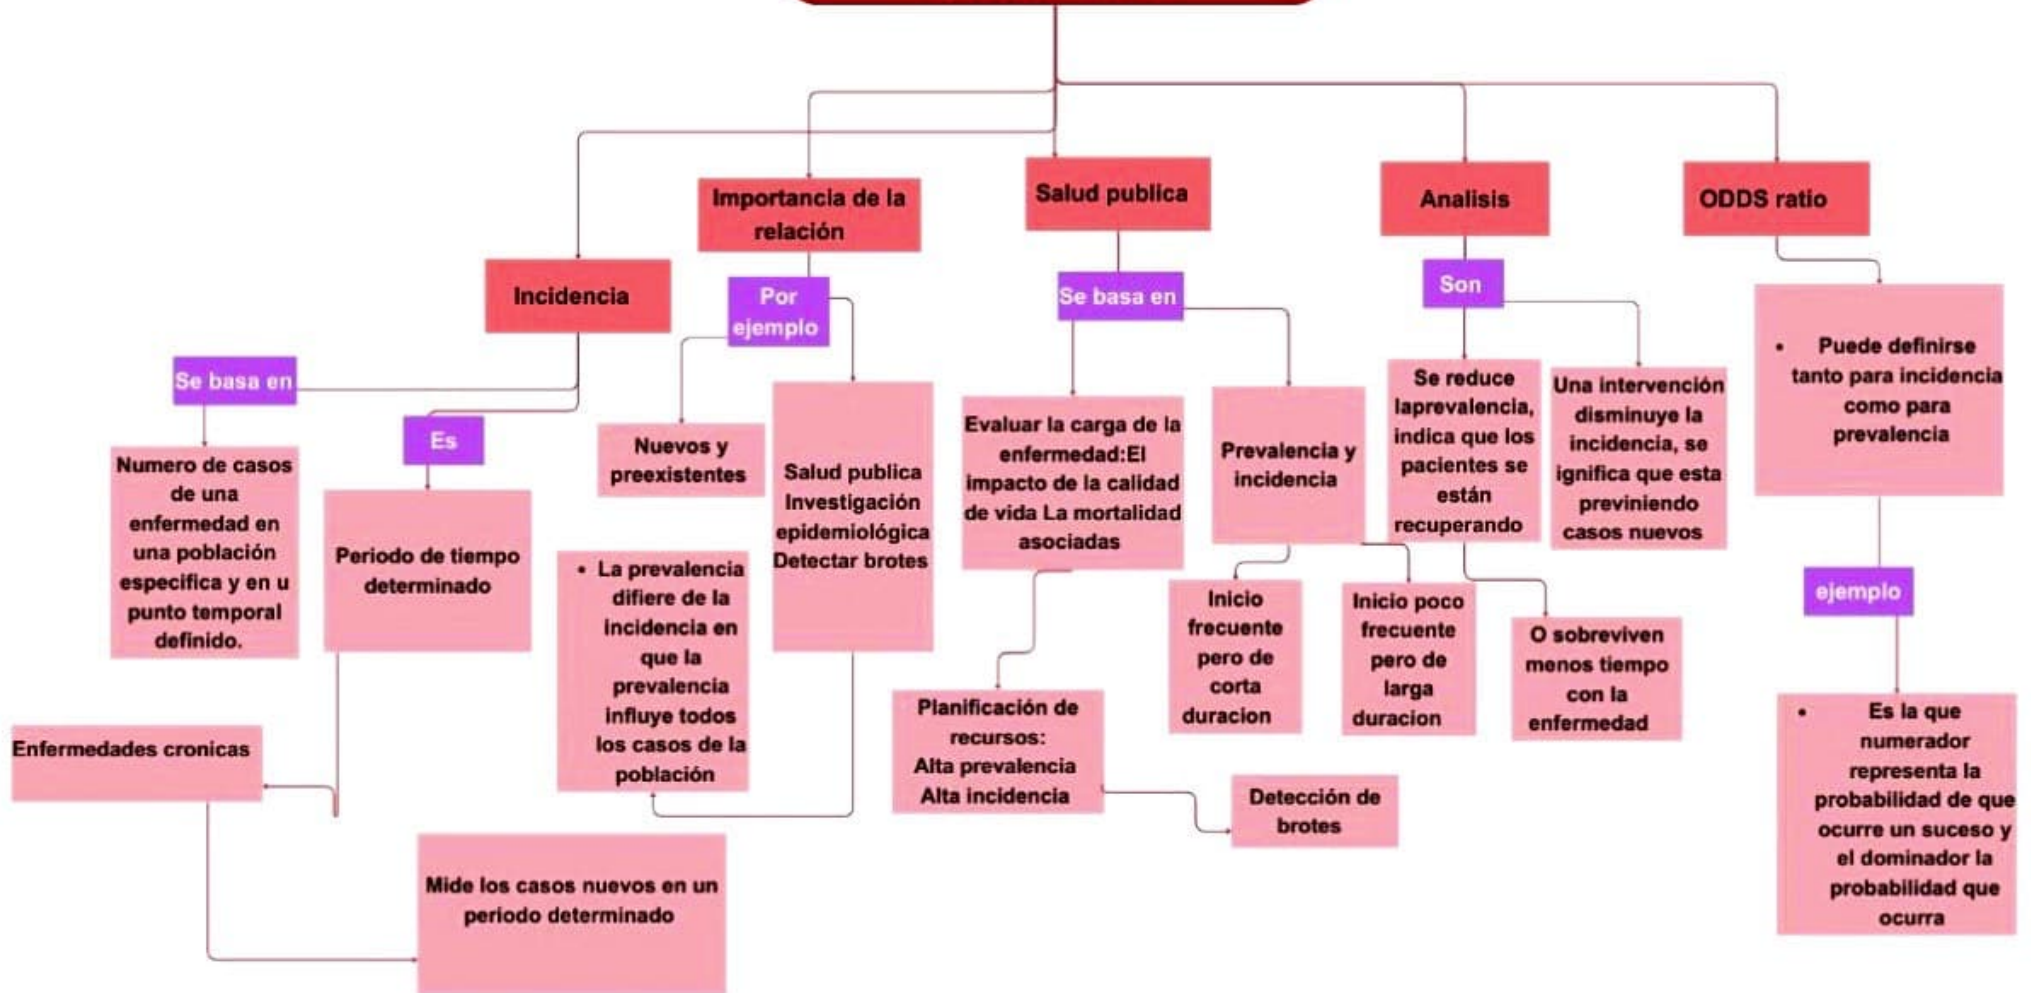 Importancia de la
relación
Salud publica
Analisis
ODDS ratio
Incidencia
Por
ejemplo
Se basa en
Son
Se basa en
Es
Numero de casos
de una
enfermedad en
una población
especifica y en u
punto temporal
definido.
Periodo de tiempo
determinado
Enfermedades cronicas
Mide los casos nuevos en un
periodo determinado
Nuevos y
preexistentes
Salud publica
Investigación
epidemiológica
Detectar brotes
• La prevalencia
difiere de la
incidencia en
que la
prevalencia
influye todos
los casos de la
población
Evaluar la carga de la
enfermedad:El
impacto de la calidad
de vida La mortalidad
asociadas
Prevalencia y
incidencia
Inicio
frecuente
pero de
corta
duracion
Inicio poco
frecuente
pero de
larga
duracion
Planificación de
recursos:
Alta prevalencia
Alta incidencia
Detección de
brotes
Se reduce
laprevalencia,
indica que los
pacientes se
están
recuperando
Una intervención
disminuye la
incidencia, se
ignifica que esta
previniendo
casos nuevos
O sobreviven
menos tiempo
con la
enfermedad
• Puede definirse
tanto para incidencia
como para
prevalencia
ejemplo
• Es la que
numerador
representa la
probabilidad de que
ocurre un suceso y
el dominador la
probabilidad que
ocurra